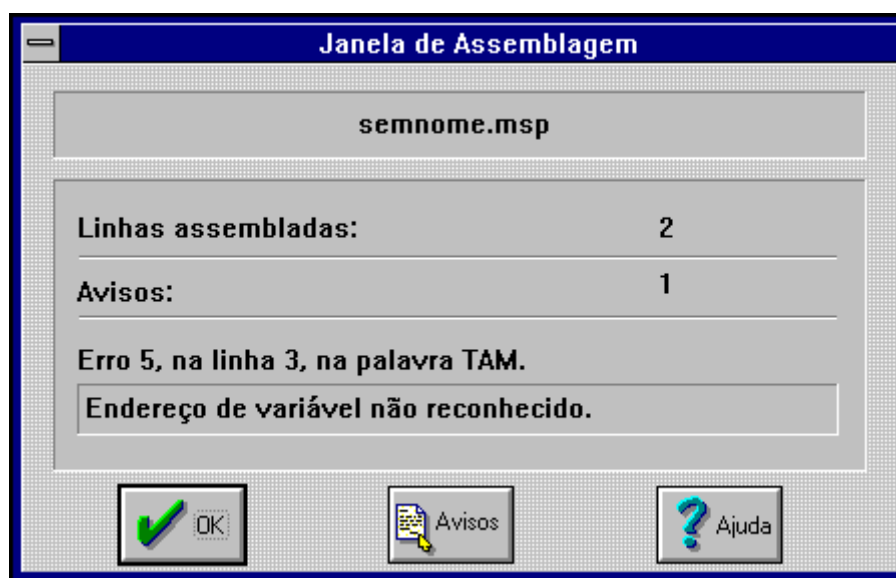 Janela de Assemblagem
semnome.msp
Linhas assembladas: 2
Avisos: 1
Erro 5, na linha 3, na palavra TAM.
Endereço de variável não reconhecido.
OK Avisos Ajuda